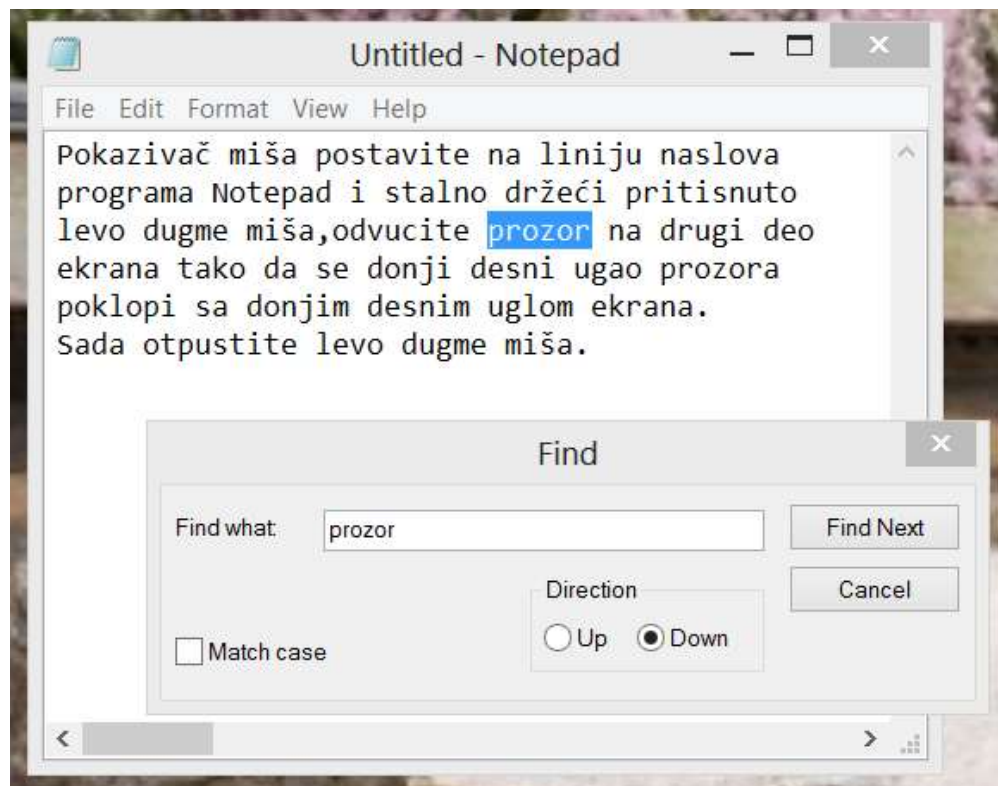 Untitled - Notepad
File Edit Format View Help
Pokazivač miša postavite na liniju naslova
programa Notepad i stalno držeći pritisnuto
levo dugme miša,odvucite prozor na drugi deo
ekrana tako da se donji desni ugao prozora
poklopi sa donjim desnim uglom ekrana.
Sada otpustite levo dugme miša.
Find
Find what:
prozor
Find Next
Direction
Cancel
Up Down
Match case